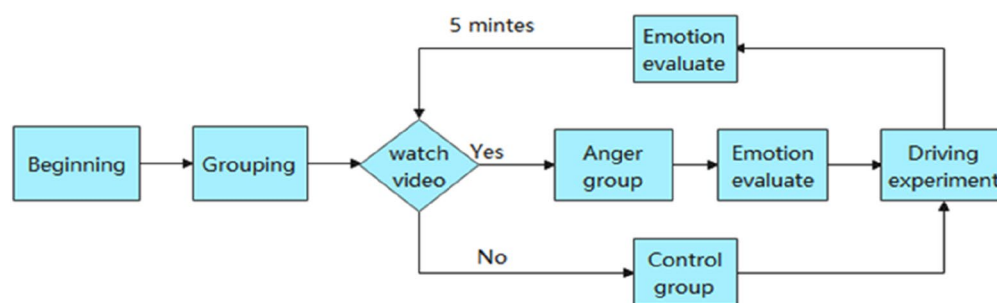 5 mintes
Emotion
evaluate
Beginning
Grouping
watch
video
Yes
Anger
group
Emotion
evaluate
Driving
experiment
No
Control
group